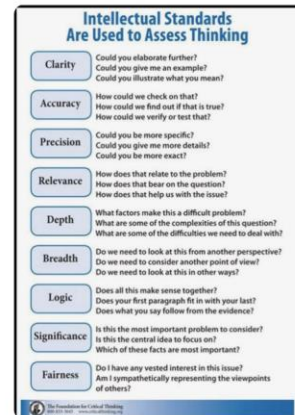 Intellectual Standards
Are Used to Assess Thinking
Clarity
Could you elaborate further?
Could you give me an example?
Could you illustrate what you mean?
Accuracy
How could we check on that?
How could we find out if that is true?
How could we verify or test that?
Precision
Could you be more specific?
Could you give me more details?
Could you be more exact?
Relevance
How does that relate to the problem?
How does that bear on the question?
How does that help us with the issue?
Depth
What factors make this a difficult problem?
What are some of the complexities of this question?
What are some of the difficulties we need to deal with?
Breadth
Do we need to look at this from another perspective?
Do we need to consider another point of view?
Do we need to look at this in other ways?
Logic
Does all this make sense together?
Does your first paragraph fit in with your last?
Does what you say follow from the evidence?
Significance
Is this the most important problem to consider?
Is this the central idea to focus on?
Which of these facts are most important?
Fairness
Do I have any vested interest in this issue?
Am I sympathetically representing the viewpoints
of others?
The Foundation for Critical Thinking
www.criticalthinking.org